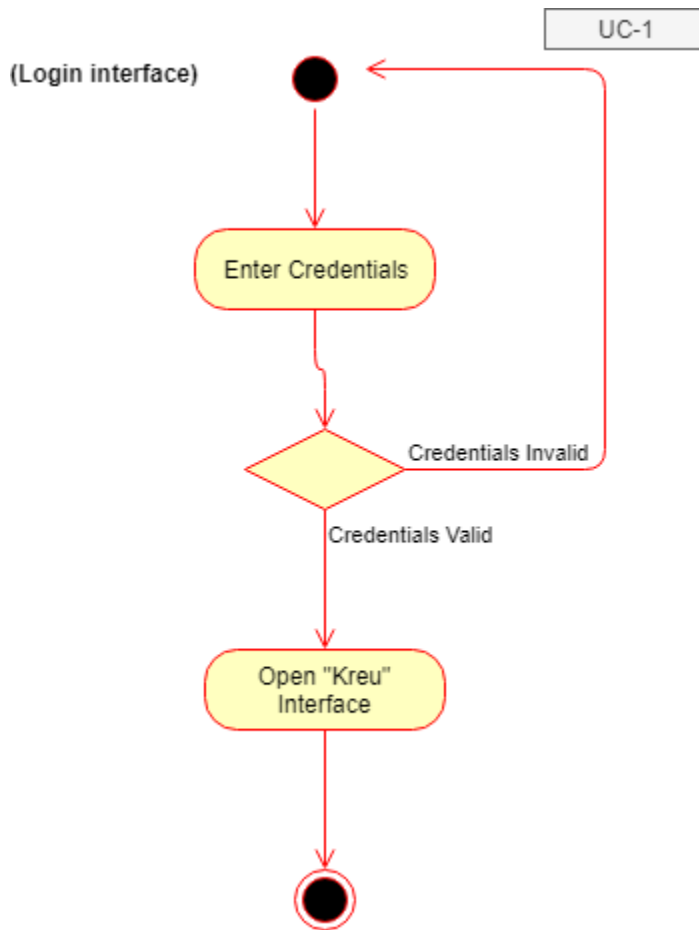 UC-1
(Login interface)
Enter Credentials
Credentials Invalid
Credentials Valid
Open "Kreu"
Interface